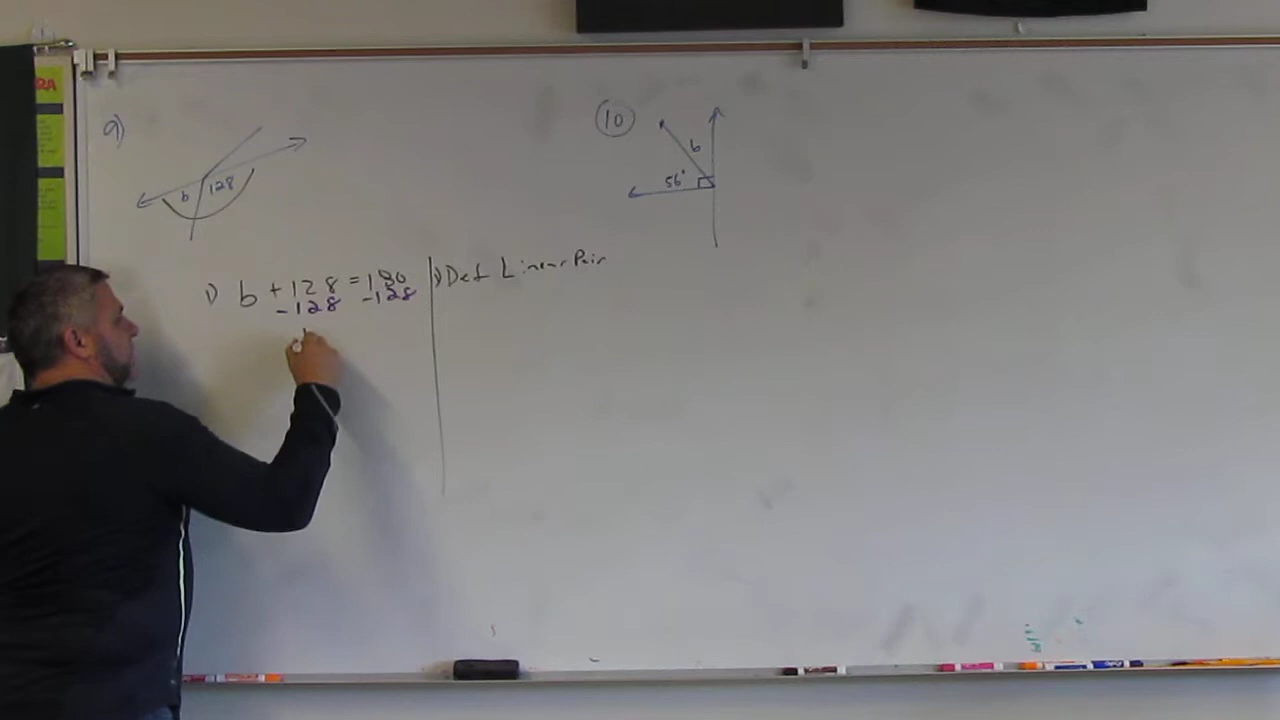 9)
b 128
10
b
56°
1) b + 128 = 180 1) Def Linear Pair
-128 -128